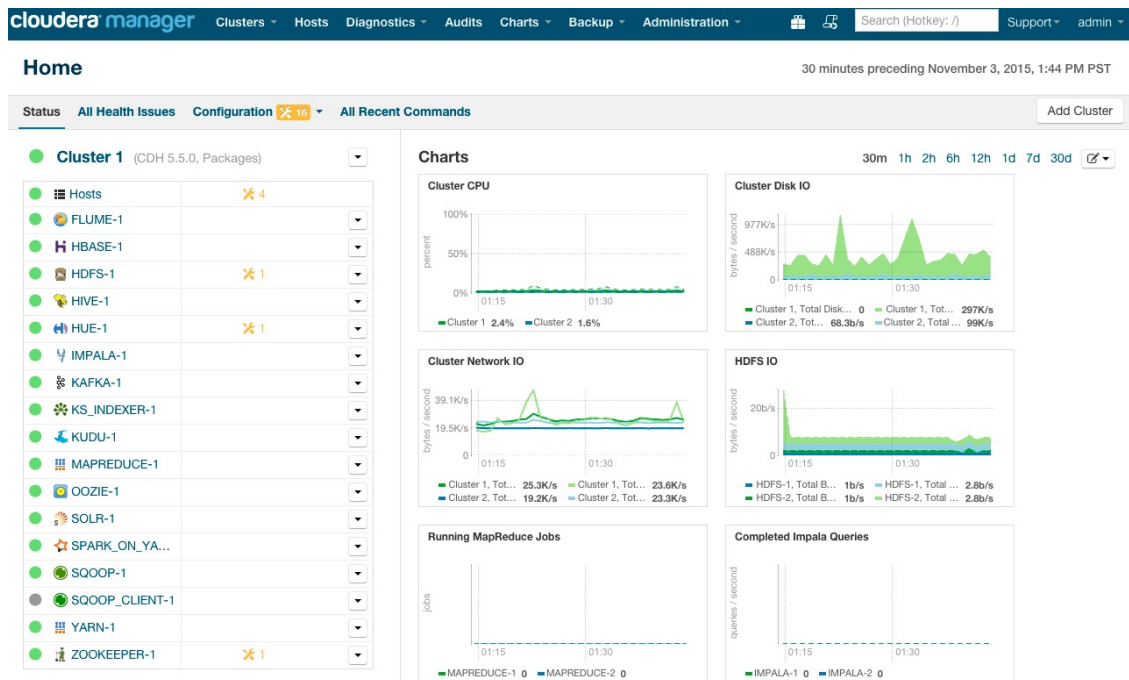 cloudera manager Clusters Hosts Diagnostics Audits Charts Backup Administration Search (Hotkey: /) Support admin
Home
30 minutes preceding November 3, 2015, 1:44 PM PST
Status All Health Issues Configuration 16 All Recent Commands Add Cluster
Cluster 1 (CDH 5.5.0, Packages)
Hosts 4
FLUME-1
HBASE-1
HDFS-1 1
HIVE-1
HUE-1 1
IMPALA-1
KAFKA-1
KS_INDEXER-1
KUDU-1
MAPREDUCE-1
OOZIE-1
SOLR-1
SPARK_ON_YA...
SQOOP-1
SQOOP_CLIENT-1
YARN-1
ZOOKEEPER-1 1
Charts
30m 1h 2h 6h 12h 1d 7d 30d
Cluster CPU
percent
100%
50%
0%
01:15 01:30
Cluster 1 2.4% Cluster 2 1.6%
Cluster Disk IO
bytes / second
977K/s
488K/s
0
01:15 01:30
Cluster 1, Total Disk... 0 Cluster 1, Tot... 297K/s
Cluster 2, Tot... 68.3b/s Cluster 2, Total ... 99K/s
Cluster Network IO
bytes / second
39.1K/s
19.5K/s
0
01:15 01:30
Cluster 1, Tot... 25.3K/s Cluster 1, Tot... 23.6K/s
Cluster 2, Tot... 19.2K/s Cluster 2, Tot... 23.3K/s
HDFS IO
bytes / second
20b/s
0
01:15 01:30
HDFS-1, Total B... 1b/s HDFS-1, Total ... 2.8b/s
HDFS-2, Total B... 1b/s HDFS-2, Total ... 2.8b/s
Running MapReduce Jobs
jobs
01:15 01:30
MAPREDUCE-1 0 MAPREDUCE-2 0
Completed Impala Queries
queries / second
01:15 01:30
IMPALA-1 0 IMPALA-2 0